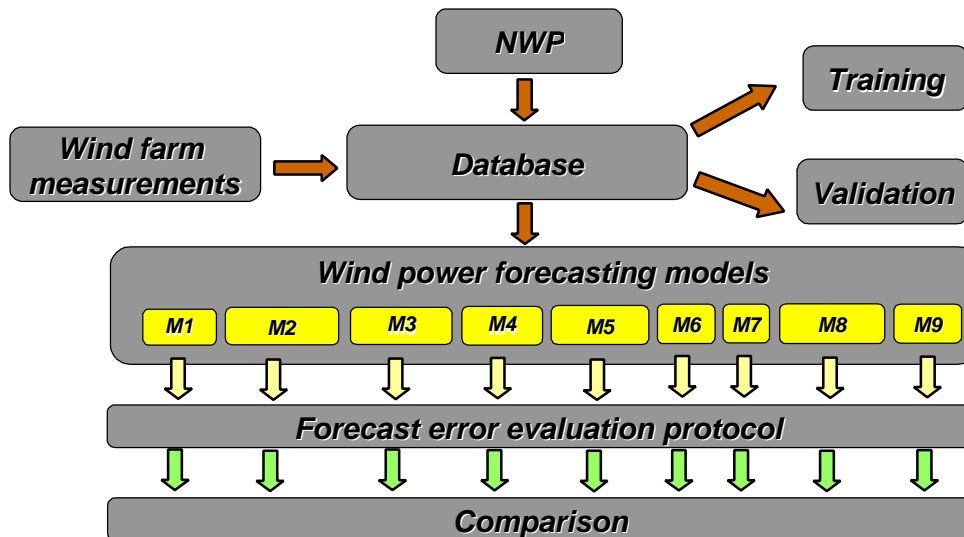 NWP
Training
Wind farm
measurements
Database
Validation
Wind power forecasting models
M1 M2 M3 M4 M5 M6 M7 M8 M9
Forecast error evaluation protocol
Comparison